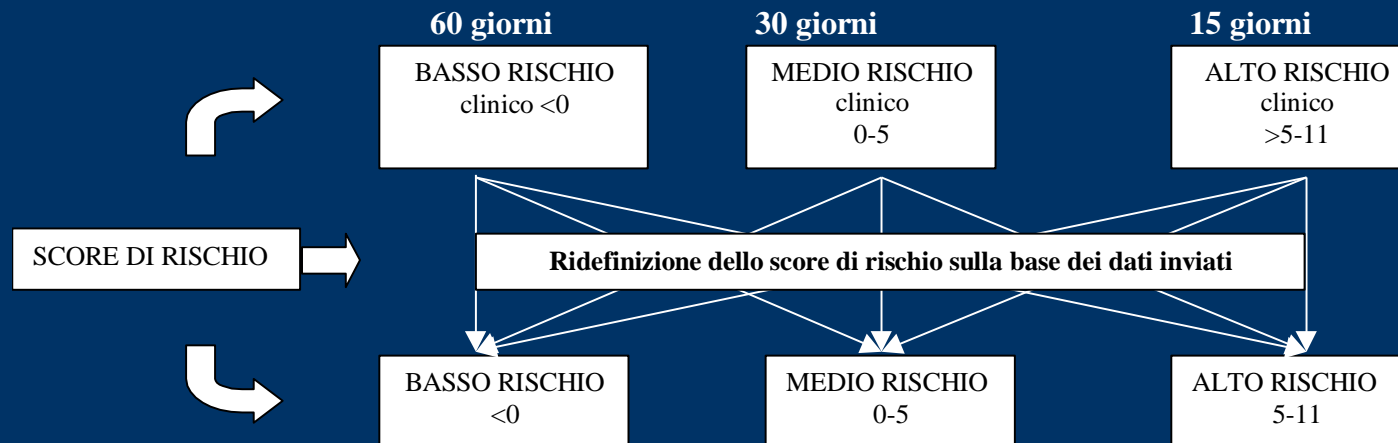 60 giorni
30 giorni
15 giorni
BASSO RISCHIO
clinico <0
MEDIO RISCHIO
clinico
0-5
ALTO RISCHIO
clinico
>5-11
SCORE DI RISCHIO
Ridefinizione dello score di rischio sulla base dei dati inviati
BASSO RISCHIO
<0
MEDIO RISCHIO
0-5
ALTO RISCHIO
5-11